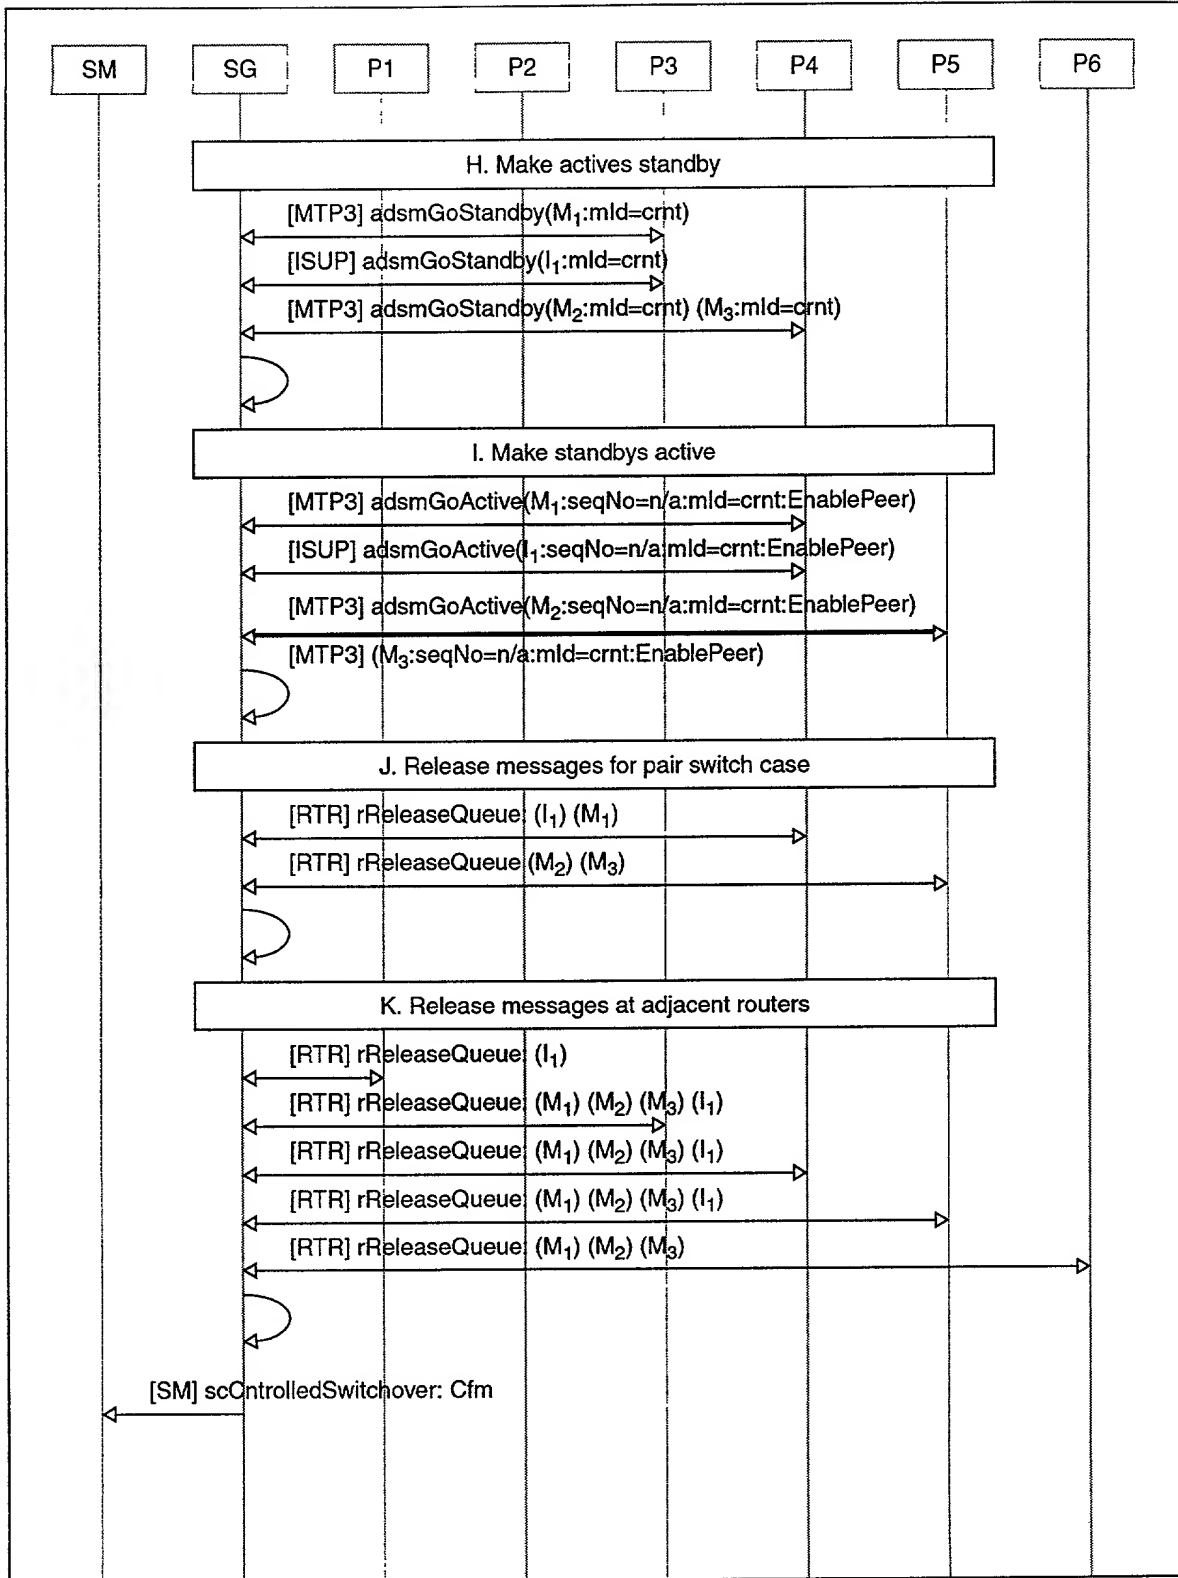 SM SG P1 P2 P3 P4 P5 P6
H. Make actives standby
[MTP3] adsmGoStandby(M₁:mId=crnt)
[ISUP] adsmGoStandby(I₁:mId=crnt)
[MTP3] adsmGoStandby(M₂:mId=crnt) (M₃:mId=crnt)
I. Make standbys active
[MTP3] adsmGoActive(M₁:seqNo=n/a:mId=crnt:EnablePeer)
[ISUP] adsmGoActive(I₁:seqNo=n/a:mId=crnt:EnablePeer)
[MTP3] adsmGoActive(M₂:seqNo=n/a:mId=crnt:EnablePeer)
[MTP3] (M₃:seqNo=n/a:mId=crnt:EnablePeer)
J. Release messages for pair switch case
[RTR] rReleaseQueue: (I₁) (M₁)
[RTR] rReleaseQueue (M₂) (M₃)
K. Release messages at adjacent routers
[RTR] rReleaseQueue: (I₁)
[RTR] rReleaseQueue: (M₁) (M₂) (M₃) (I₁)
[RTR] rReleaseQueue: (M₁) (M₂) (M₃) (I₁)
[RTR] rReleaseQueue: (M₁) (M₂) (M₃) (I₁)
[RTR] rReleaseQueue: (M₁) (M₂) (M₃)
[SM] scCntrolledSwitchover: Cfm